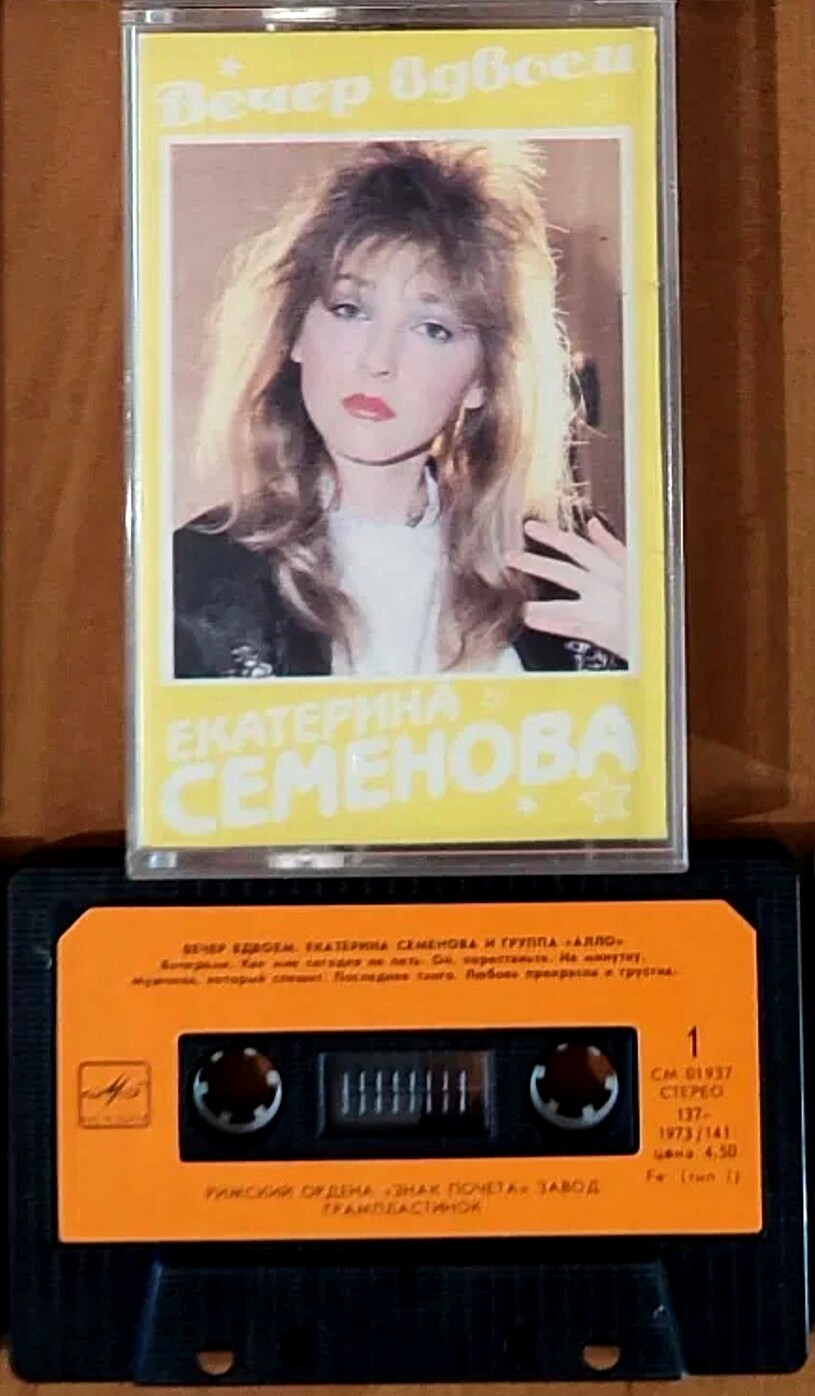 Вечер вдвоем
ЕКАТЕРИНА
СЕМЕНОВА
ВЕЧЕР ВДВОЕМ. ЕКАТЕРИНА СЕМЕНОВА И ГРУППА «АЛЛО»
Вечерами. Как мне сегодня не петь. Ой, перестаньте. На минутку.
Мужчина, который спешит. Последнее танго. Любовь прекрасна и грустна.
1
СМ 01937
СТЕРЕО
137-
1973/141
цена 4,50
Fe (тип I)
РИЖСКИЙ ОРДЕНА «ЗНАК ПОЧЕТА» ЗАВОД
ГРАМПЛАСТИНОК